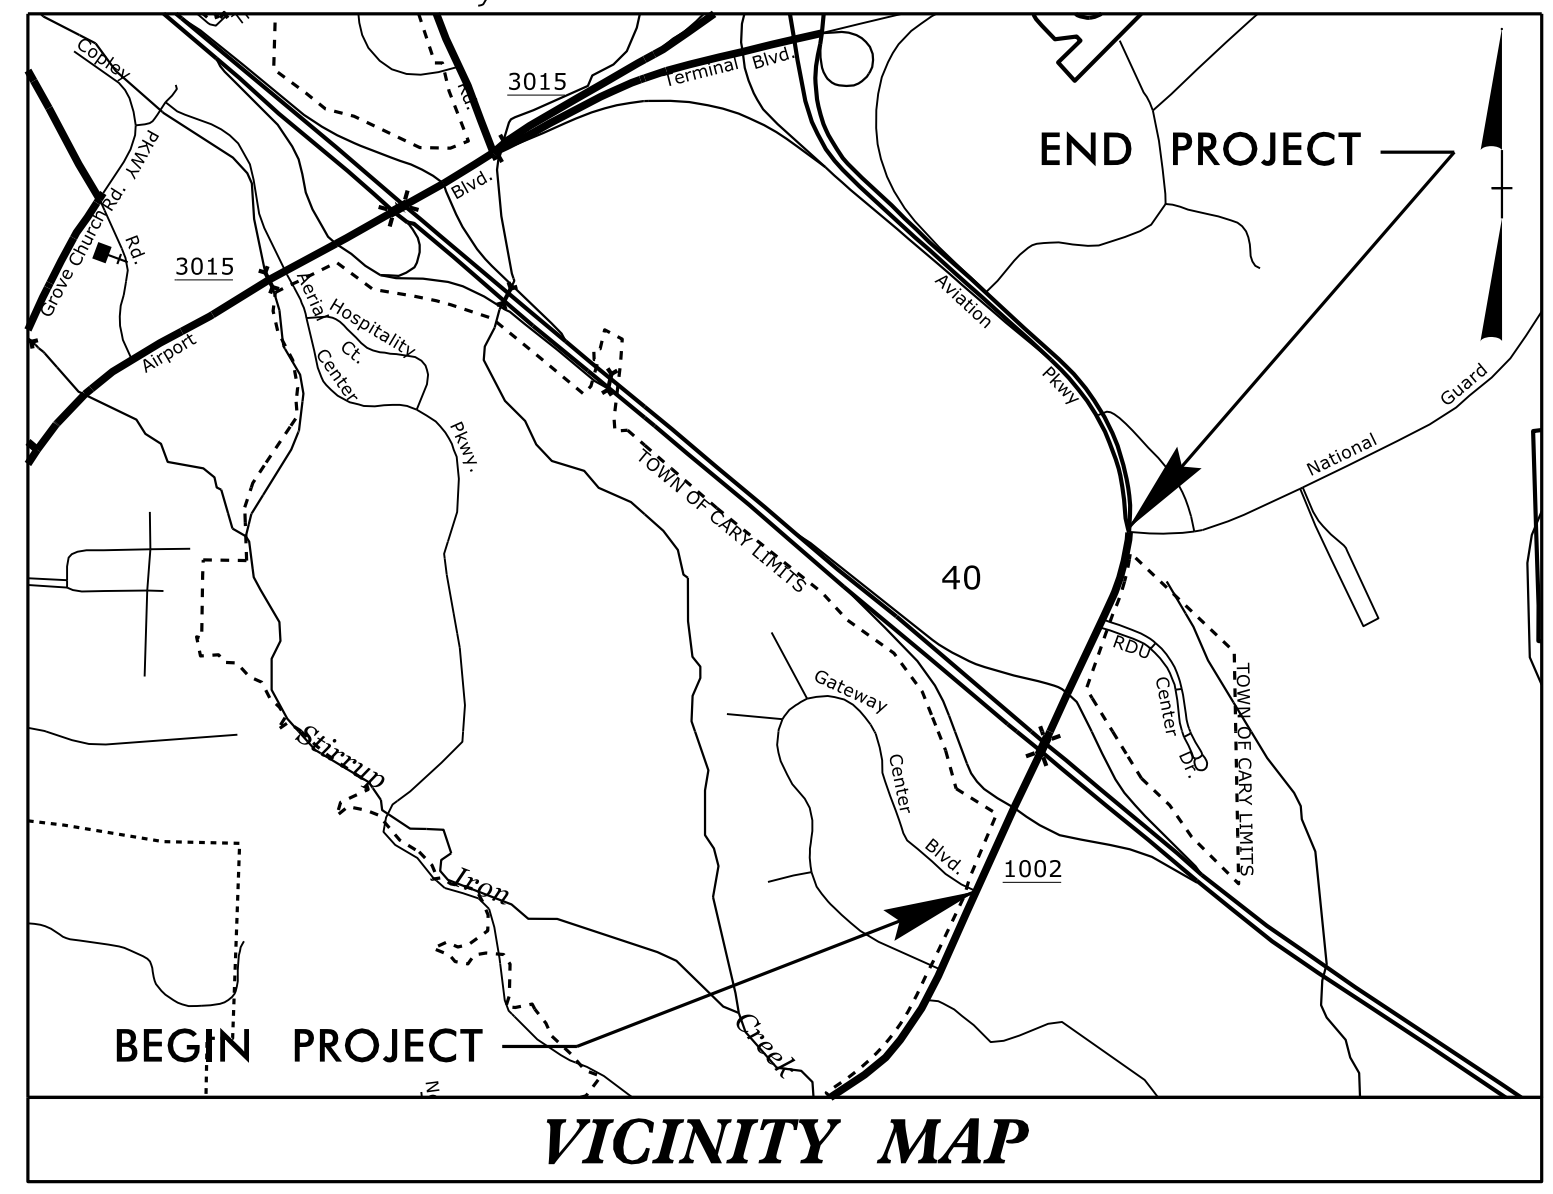 Copley
Rd.
3015
Terminal Blvd.
PKWY
END PROJECT
Blvd.
Grove Church Rd.
Rd.
3015
Aerial
Hospitality
Ct.
Center
Airport
Aviation
Pkwy
Guard
National
Pkwy.
TOWN OF CARY LIMITS
40
RDU
Center
Dr.
TOWN OF CARY LIMITS
Gateway
Center
Blvd.
Stirrup
Iron
Creek
1002
BEGIN PROJECT
VICINITY MAP